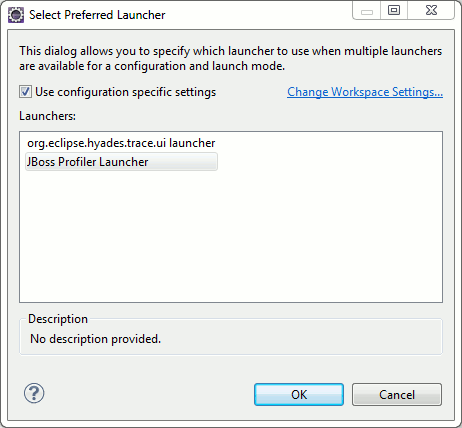 Select Preferred Launcher
This dialog allows you to specify which launcher to use when multiple launchers
are available for a configuration and launch mode.
Use configuration specific settings
Change Workspace Settings...
Launchers:
org.eclipse.hyades.trace.ui launcher
JBoss Profiler Launcher
Description
No description provided.
?
OK
Cancel